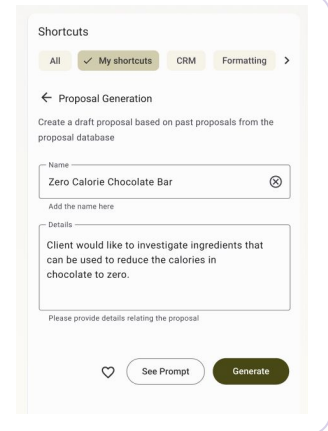 Shortcuts
All ✓ My shortcuts CRM Formatting >
← Proposal Generation
Create a draft proposal based on past proposals from the
proposal database
Name
Zero Calorie Chocolate Bar
Add the name here
Details
Client would like to investigate ingredients that
can be used to reduce the calories in
chocolate to zero.
Please provide details relating the proposal
See Prompt Generate